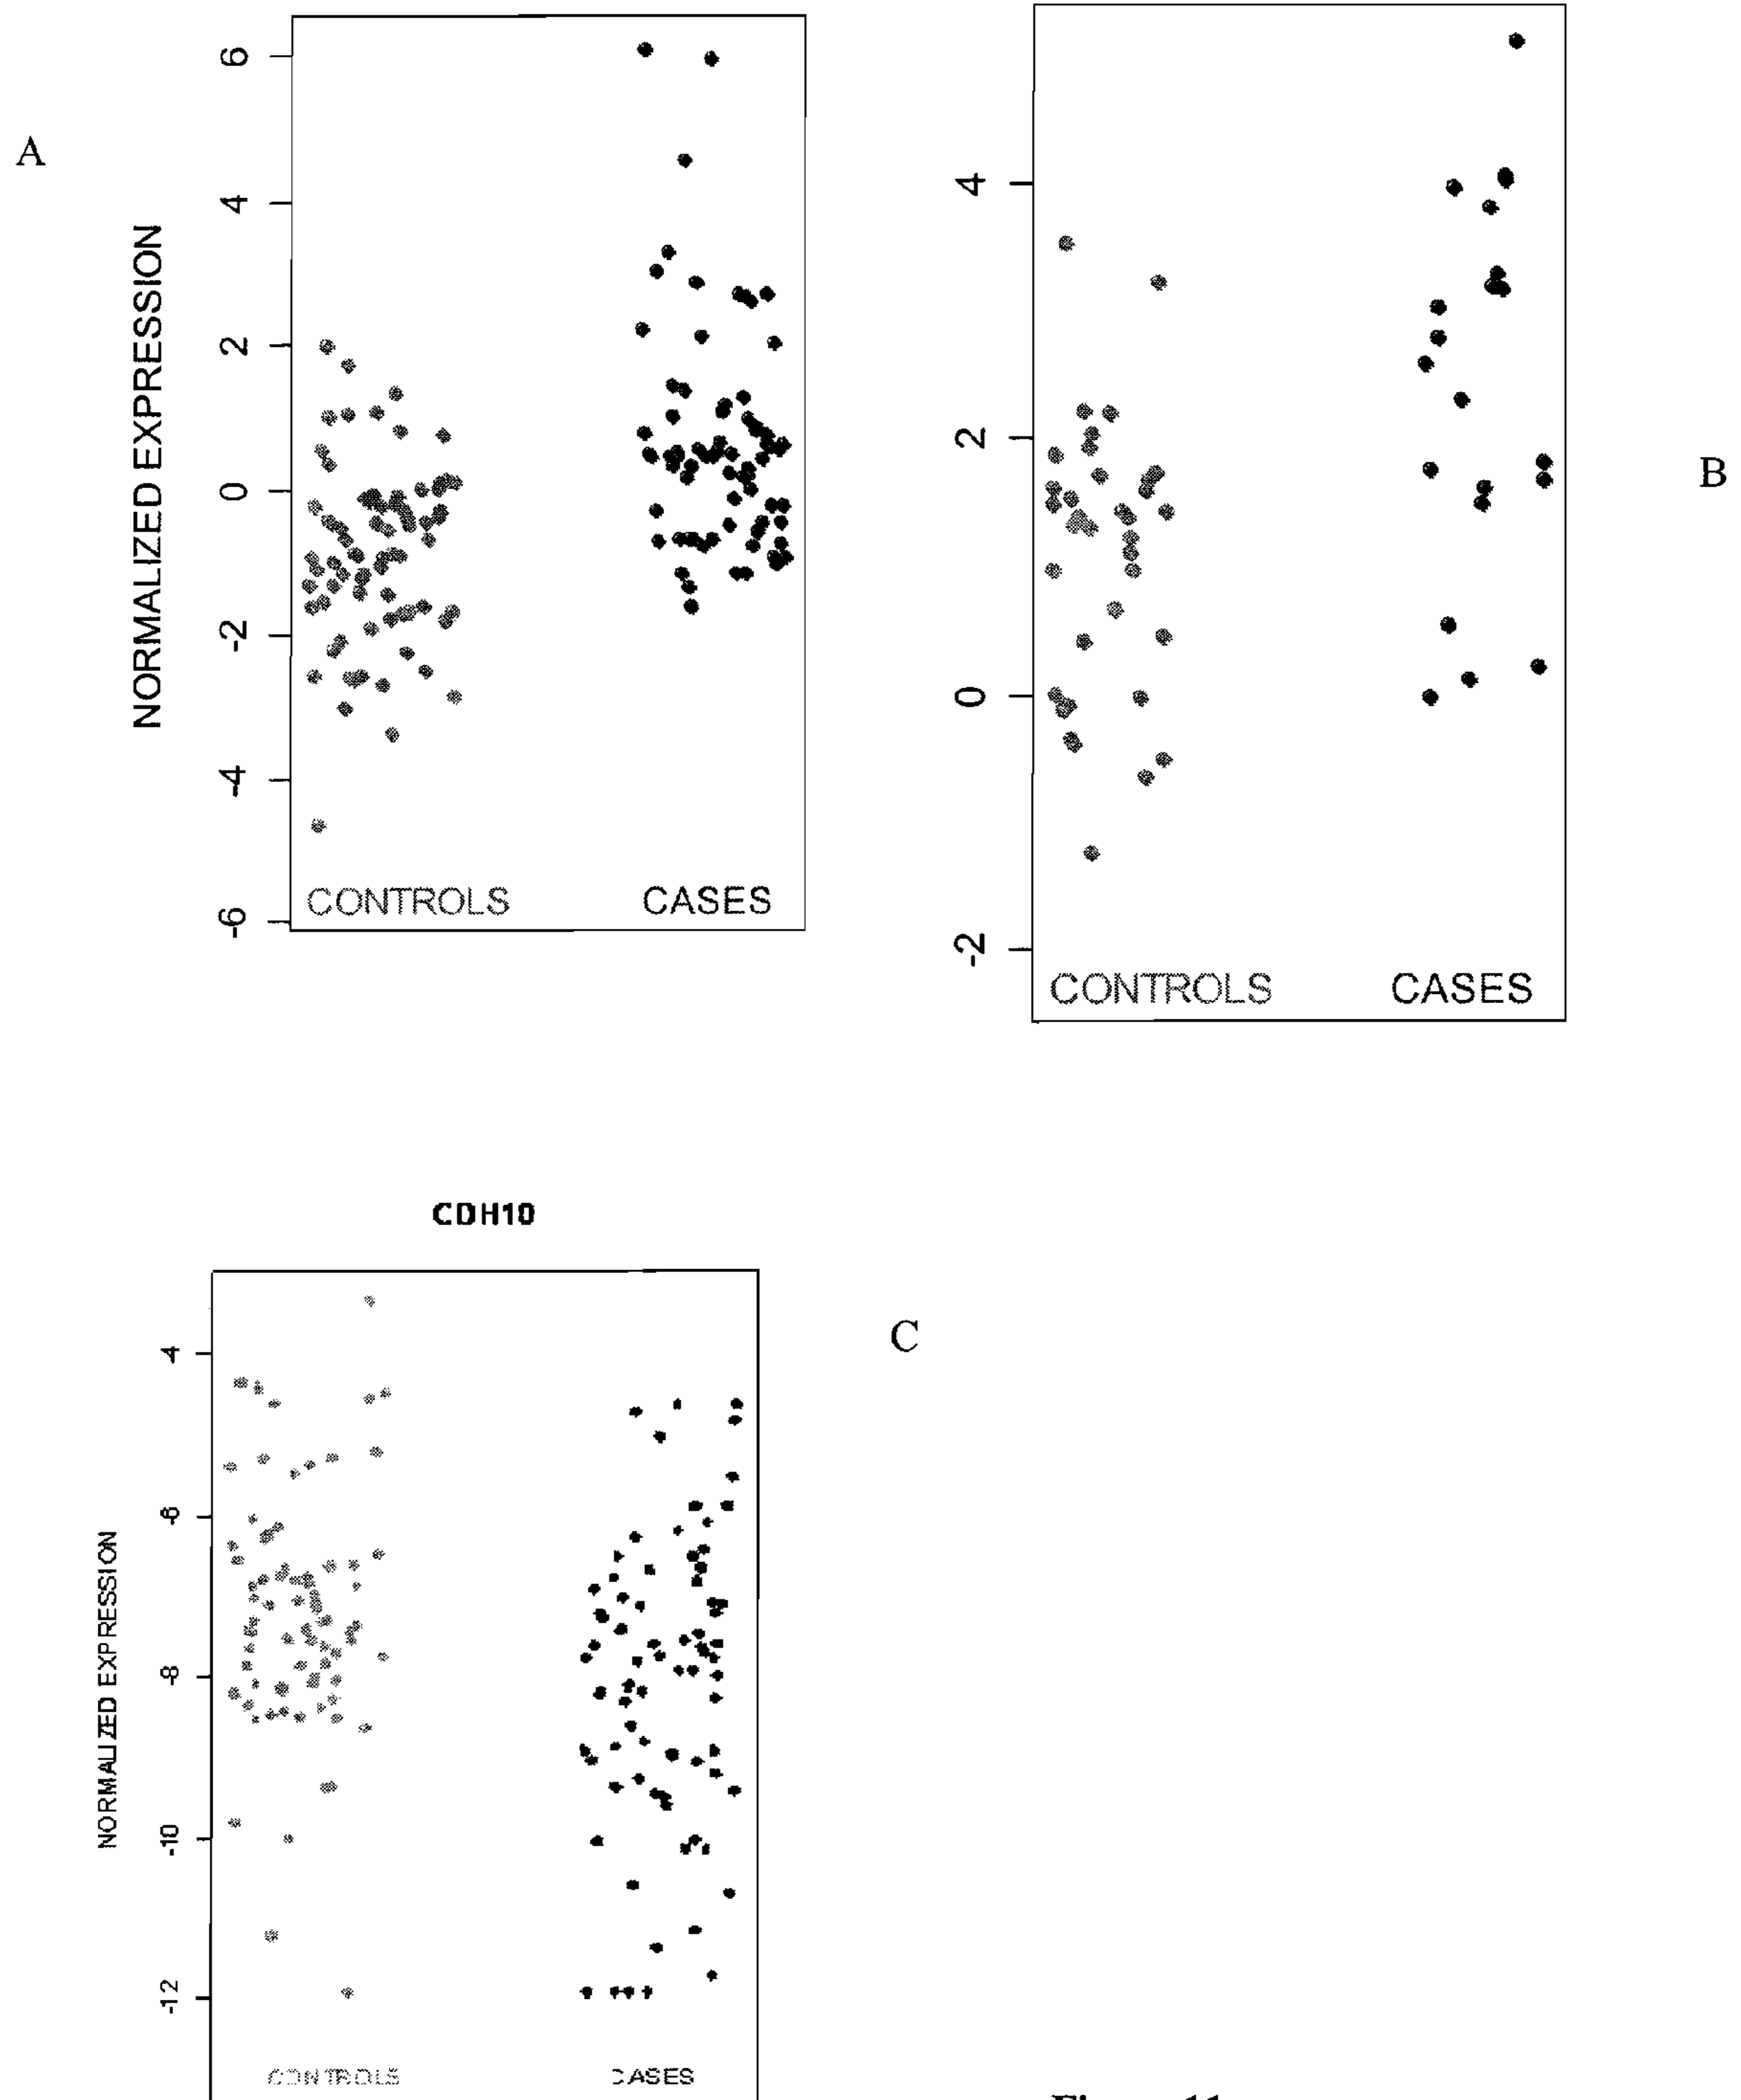 A
NORMALIZED EXPRESSION
6
4
2
0
-2
-4
-6
CONTROLS
CASES
B
4
2
0
-2
CONTROLS
CASES
CDH10
C
NORMALIZED EXPRESSION
-4
-6
-8
-10
-12
CONTROLS
CASES